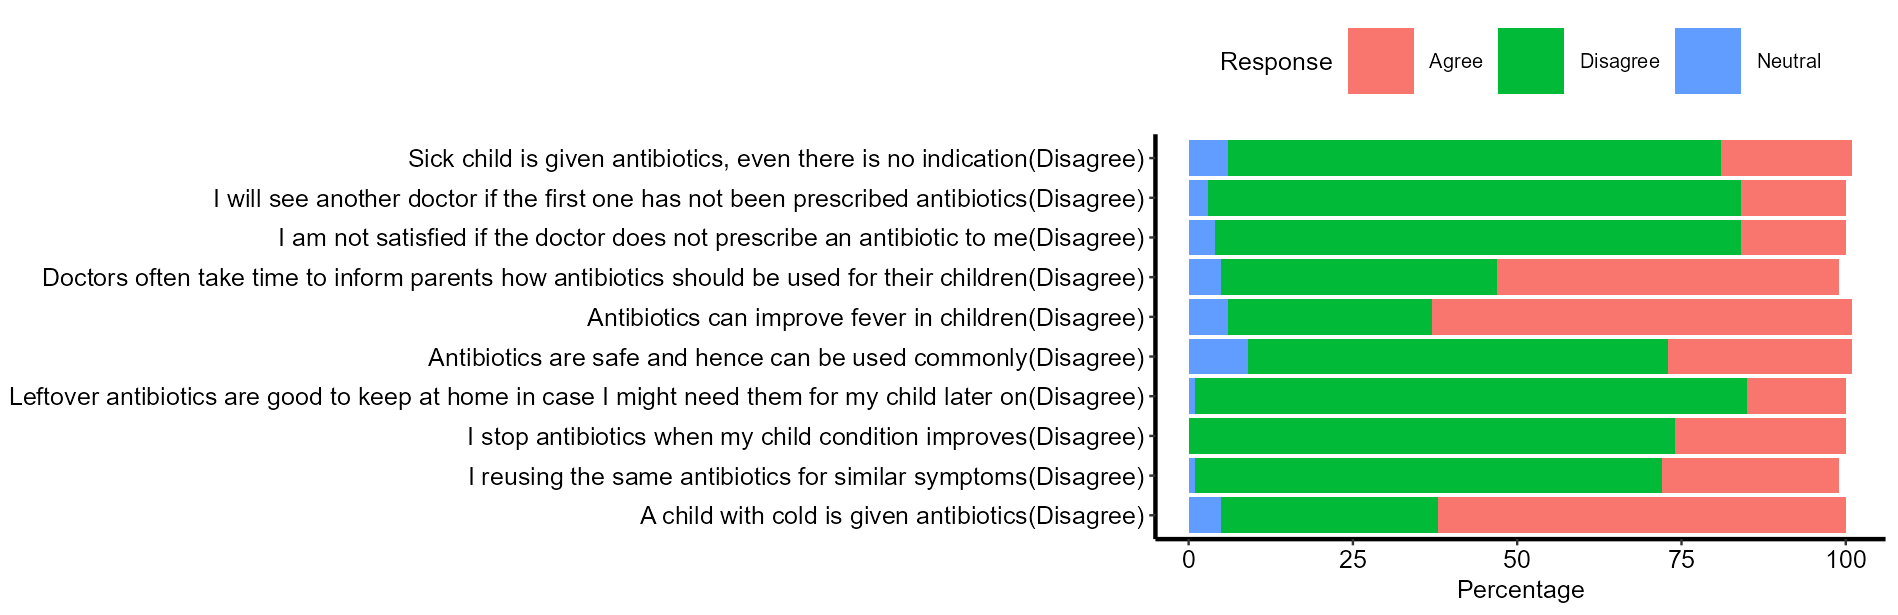 Response Agree Disagree Neutral
Sick child is given antibiotics, even there is no indication(Disagree)
I will see another doctor if the first one has not been prescribed antibiotics(Disagree)
I am not satisfied if the doctor does not prescribe an antibiotic to me(Disagree)
Doctors often take time to inform parents how antibiotics should be used for their children(Disagree)
Antibiotics can improve fever in children(Disagree)
Antibiotics are safe and hence can be used commonly(Disagree)
Leftover antibiotics are good to keep at home in case I might need them for my child later on(Disagree)
I stop antibiotics when my child condition improves(Disagree)
I reusing the same antibiotics for similar symptoms(Disagree)
A child with cold is given antibiotics(Disagree)
0 25 50 75 100
Percentage